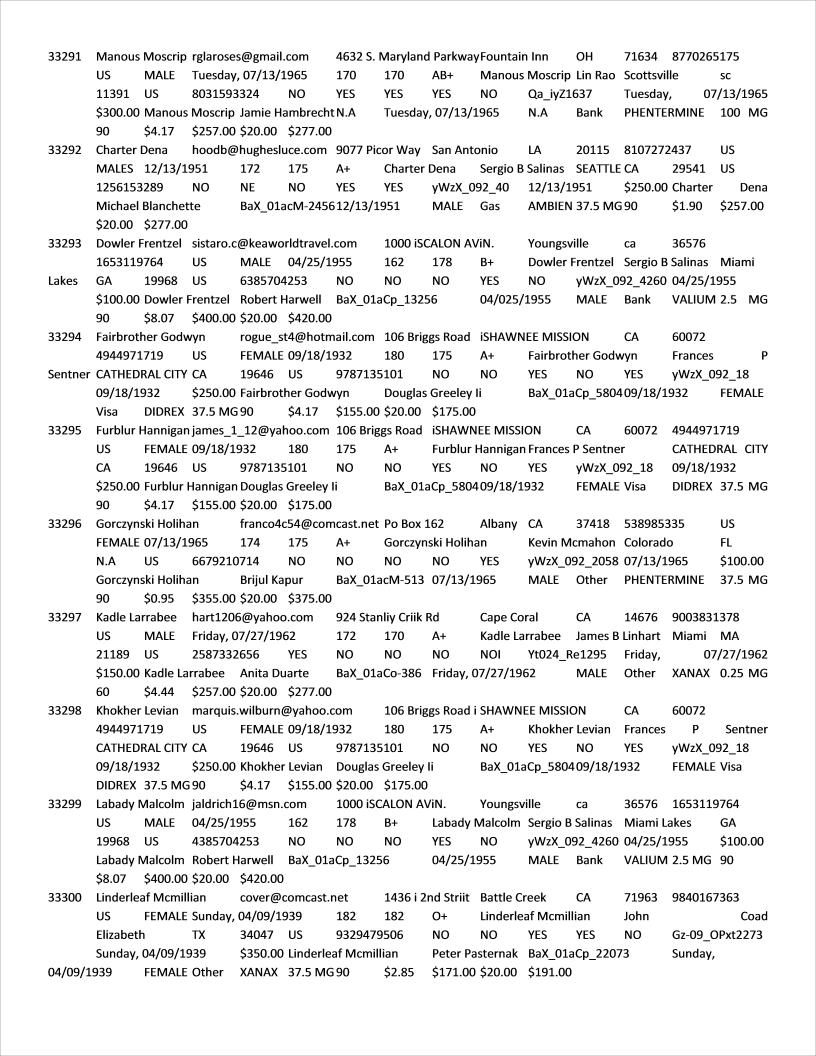 33291 Manous Moscrip rglaroses@gmail.com 4632 S. Maryland Parkway Fountain Inn OH 71634 8770265175
US MALE Tuesday, 07/13/1965 170 170 AB+ Manous Moscrip Lin Rao Scottsville sc
11391 US 8031593324 NO YES YES YES NO Qa_iyZ1637 Tuesday, 07/13/1965
$300.00 Manous Moscrip Jamie Hambrecht N.A Tuesday, 07/13/1965 N.A Bank PHENTERMINE 100 MG
90 $4.17 $257.00 $20.00 $277.00
33292 Charter Dena hoodb@hughesluce.com 9077 Picor Way San Antonio LA 20115 8107272437 US
MALES 12/13/1951 172 175 A+ Charter Dena Sergio B Salinas SEATTLE CA 29541 US
1256153289 NO NE NO YES YES yWzX_092_40 12/13/1951 $250.00 Charter Dena
Michael Blanchette BaX_01acM-2456 12/13/1951 MALE Gas AMBIEN 37.5 MG 90 $1.90 $257.00
$20.00 $277.00
33293 Dowler Frentzel sistaro.c@keaworldtravel.com 1000 iSCALON AViN. Youngsville ca 36576
1653119764 US MALE 04/25/1955 162 178 B+ Dowler Frentzel Sergio B Salinas Miami
Lakes GA 19968 US 6385704253 NO NO NO YES NO yWzX_092_4260 04/25/1955
$100.00 Dowler Frentzel Robert Harwell BaX_01aCp_13256 04/025/1955 MALE Bank VALIUM 2.5 MG
90 $8.07 $400.00 $20.00 $420.00
33294 Fairbrother Godwyn rogue_st4@hotmail.com 106 Briggs Road iSHAWNEE MISSION CA 60072
4944971719 US FEMALE 09/18/1932 180 175 A+ Fairbrother Godwyn Frances P
Sentner CATHEDRAL CITY CA 19646 US 9787135101 NO NO YES NO YES yWzX_092_18
09/18/1932 $250.00 Fairbrother Godwyn Douglas Greeley Ii BaX_01aCp_5804 09/18/1932 FEMALE
Visa DIDREX 37.5 MG 90 $4.17 $155.00 $20.00 $175.00
33295 Furblur Hannigan james_1_12@yahoo.com 106 Briggs Road iSHAWNEE MISSION CA 60072 4944971719
US FEMALE 09/18/1932 180 175 A+ Furblur Hannigan Frances P Sentner CATHEDRAL CITY
CA 19646 US 9787135101 NO NO YES NO YES yWzX_092_18 09/18/1932
$250.00 Furblur Hannigan Douglas Greeley Ii BaX_01aCp_5804 09/18/1932 FEMALE Visa DIDREX 37.5 MG
90 $4.17 $155.00 $20.00 $175.00
33296 Gorczynski Holihan franco4c54@comcast.net Po Box 162 Albany CA 37418 538985335 US
FEMALE 07/13/1965 174 175 A+ Gorczynski Holihan Kevin Mcmahon Colorado FL
N.A US 6679210714 NO NO NO NO YES yWzX_092_2058 07/13/1965 $100.00
Gorczynski Holihan Brijul Kapur BaX_01acM-513 07/13/1965 MALE Other PHENTERMINE 37.5 MG
90 $0.95 $355.00 $20.00 $375.00
33297 Kadle Larrabee hart1206@yahoo.com 924 Stanliy Criik Rd Cape Coral CA 14676 9003831378
US MALE Friday, 07/27/1962 172 170 A+ Kadle Larrabee James B Linhart Miami MA
21189 US 2587332656 YES NO NO NO NOI Yt024_Re1295 Friday, 07/27/1962
$150.00 Kadle Larrabee Anita Duarte BaX_01aCo-386 Friday, 07/27/1962 MALE Other XANAX 0.25 MG
60 $4.44 $257.00 $20.00 $277.00
33298 Khokher Levian marquis.wilburn@yahoo.com 106 Briggs Road i SHAWNEE MISSION CA 60072
4944971719 US FEMALE 09/18/1932 180 175 A+ Khokher Levian Frances P Sentner
CATHEDRAL CITY CA 19646 US 9787135101 NO NO YES NO YES yWzX_092_18
09/18/1932 $250.00 Khokher Levian Douglas Greeley Ii BaX_01aCp_5804 09/18/1932 FEMALE Visa
DIDREX 37.5 MG 90 $4.17 $155.00 $20.00 $175.00
33299 Labady Malcolm jaldrich16@msn.com 1000 iSCALON AViN. Youngsville ca 36576 1653119764
US MALE 04/25/1955 162 178 B+ Labady Malcolm Sergio B Salinas Miami Lakes GA
19968 US 4385704253 NO NO NO YES NO yWzX_092_4260 04/25/1955 $100.00
Labady Malcolm Robert Harwell BaX_01aCp_13256 04/25/1955 MALE Bank VALIUM 2.5 MG 90
$8.07 $400.00 $20.00 $420.00
33300 Linderleaf Mcmillian cover@comcast.net 1436 i 2nd Striit Battle Creek CA 71963 9840167363
US FEMALE Sunday, 04/09/1939 182 182 O+ Linderleaf Mcmillian John Coad
Elizabeth TX 34047 US 9329479506 NO NO YES YES NO Gz-09_OPxt2273
Sunday, 04/09/1939 $350.00 Linderleaf Mcmillian Peter Pasternak BaX_01aCp_22073 Sunday,
04/09/1939 FEMALE Other XANAX 37.5 MG 90 $2.85 $171.00 $20.00 $191.00